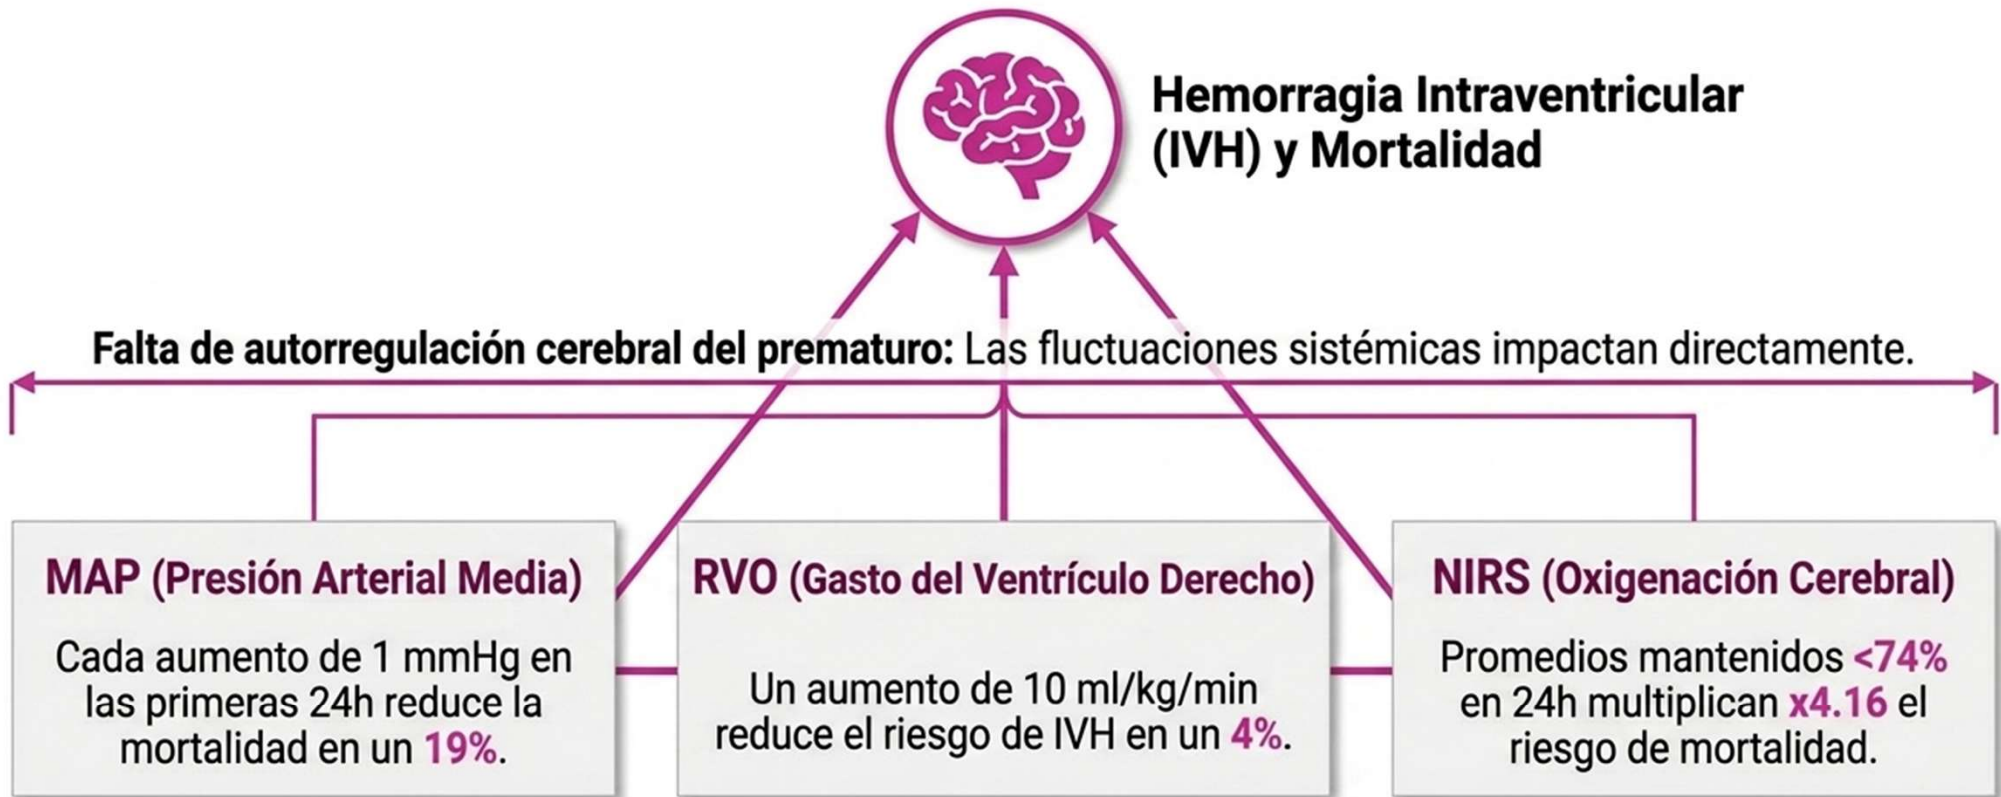 Hemorragia Intraventricular
(IVH) y Mortalidad
Falta de autorregulación cerebral del prematuro: Las fluctuaciones sistémicas impactan directamente.
MAP (Presión Arterial Media)
Cada aumento de 1 mmHg en
las primeras 24h reduce la
mortalidad en un 19%.
RVO (Gasto del Ventrículo Derecho)
Un aumento de 10 ml/kg/min
reduce el riesgo de IVH en un 4%.
NIRS (Oxigenación Cerebral)
Promedios mantenidos <74%
en 24h multiplican x4.16 el
riesgo de mortalidad.